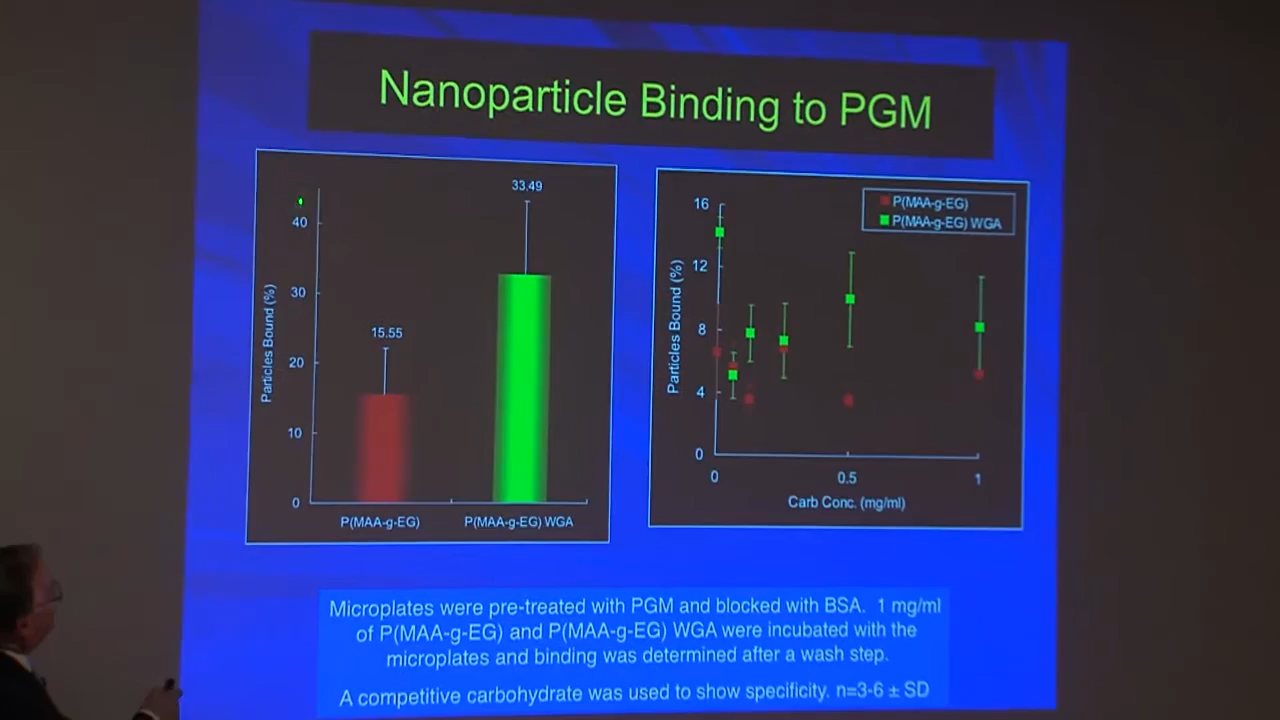 Nanoparticle Binding to PGM
Particles Bound (%)
40
30
20
10
0
15.55
33.49
P(MAA-g-EG)
P(MAA-g-EG) WGA
Particles Bound (%)
16
12
8
4
0
P(MAA-g-EG)
P(MAA-g-EG) WGA
0
0.5
1
Carb Conc. (mg/ml)
Microplates were pre-treated with PGM and blocked with BSA. 1 mg/ml
of P(MAA-g-EG) and P(MAA-g-EG) WGA were incubated with the
microplates and binding was determined after a wash step.
A competitive carbohydrate was used to show specificity. n=3-6 ± SD